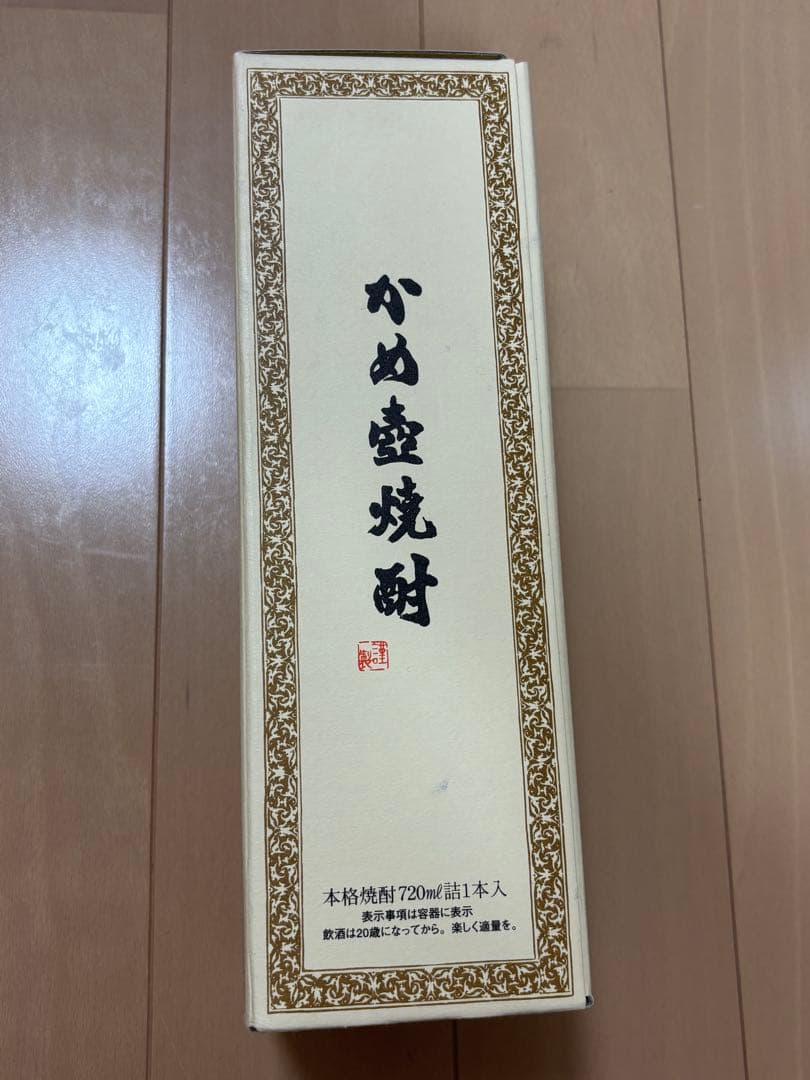 かめ壺焼酎
謹製
本格焼酎720㎖詰1本入
表示事項は容器に表示
飲酒は20歳になってから。楽しく適量を。